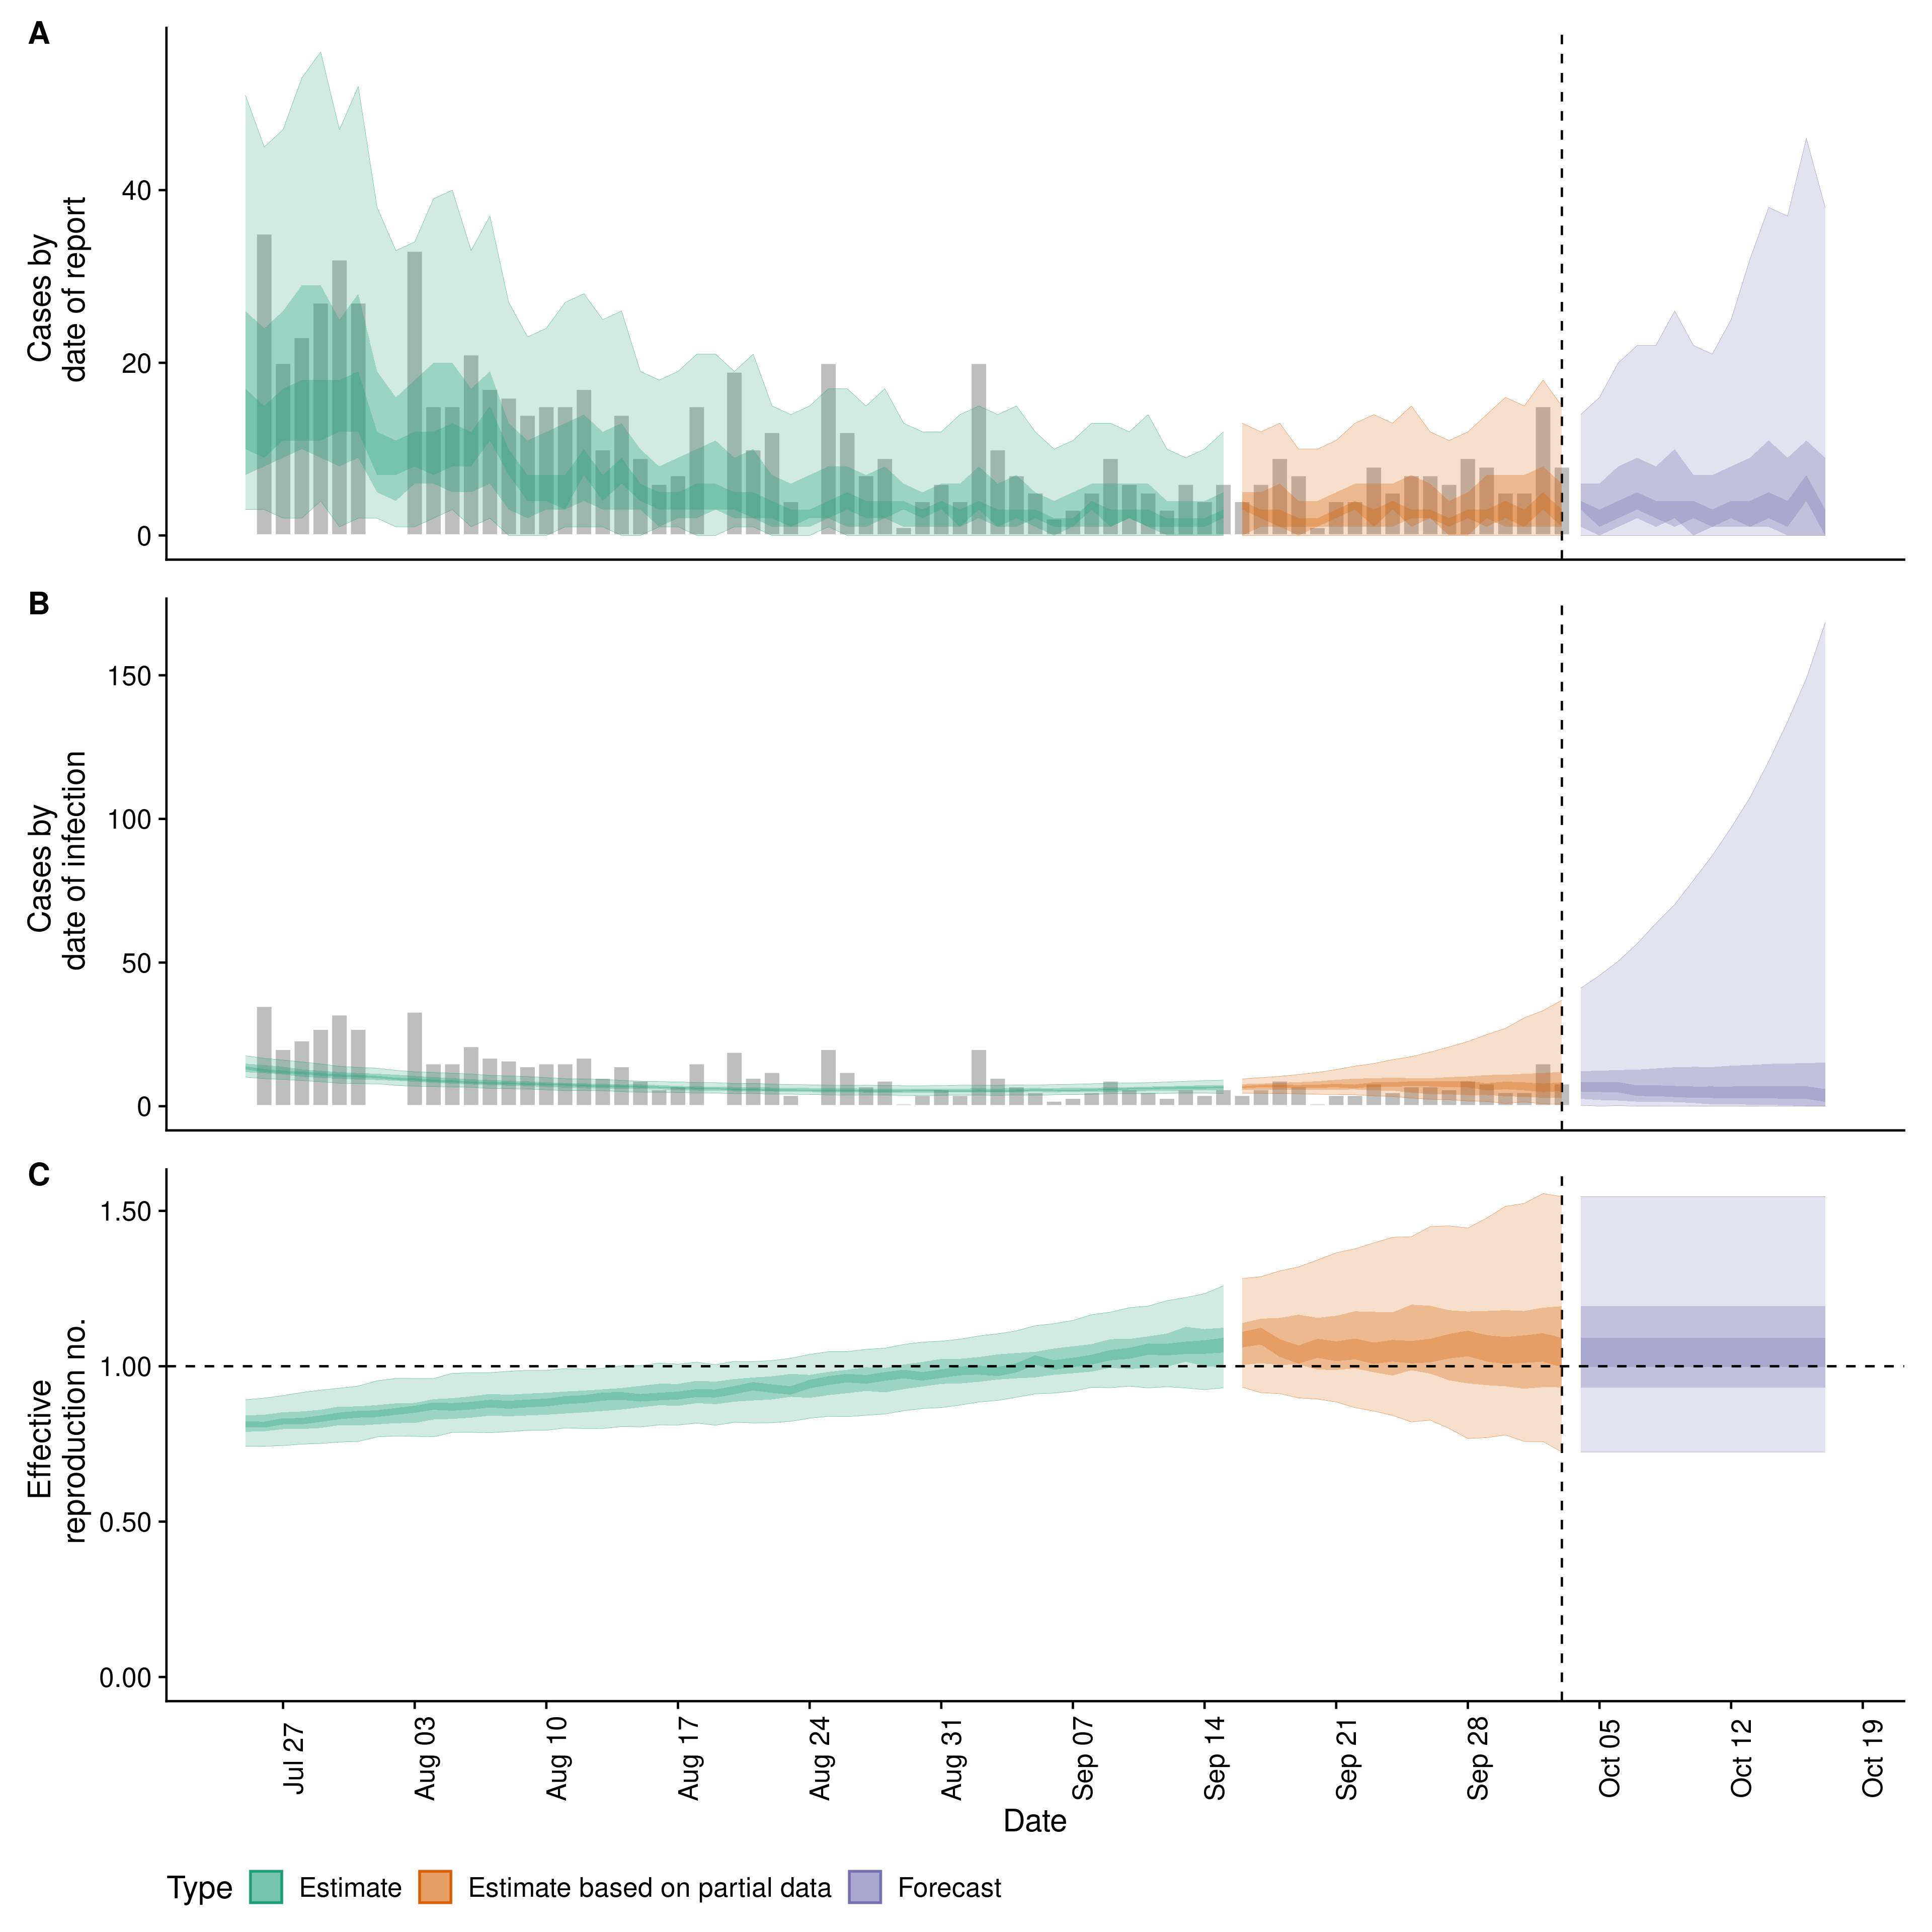 A
Cases by
date of report
40
20
0
B
Cases by
date of infection
150
100
50
0
C
Effective
reproduction no.
1.50
1.00
0.50
0.00
Jul 27
Aug 03
Aug 10
Aug 17
Aug 24
Aug 31
Sep 07
Sep 14
Sep 21
Sep 28
Oct 05
Oct 12
Oct 19
Date
Type Estimate Estimate based on partial data Forecast